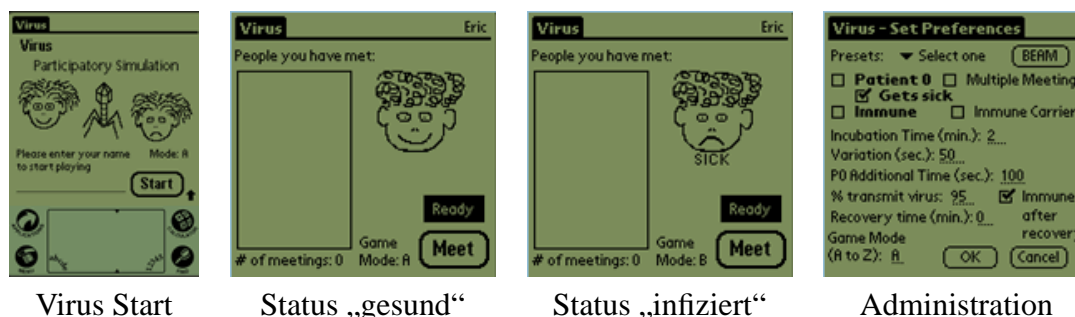 Virus
Virus
Participatory Simulation
Please enter your name
to start playing
Mode: A
Start
Virus Start
Virus
Eric
People you have met:
Ready
# of meetings: 0
Game
Mode: A
Meet
Status „gesund“
Virus
Eric
People you have met:
SICK
Ready
# of meetings: 0
Game
Mode: B
Meet
Status „infiziert“
Virus - Set Preferences
Presets: Select one BEAM
Patient 0 Multiple Meeting
Gets sick
Immune Immune Carrier
Incubation Time (min.): 2
Variation (sec.): 50
P0 Additional Time (sec.): 100
% transmit virus: 95 Immune
Recovery time (min.): 0 after
recovery
Game Mode
(A to Z): A OK Cancel
Administration